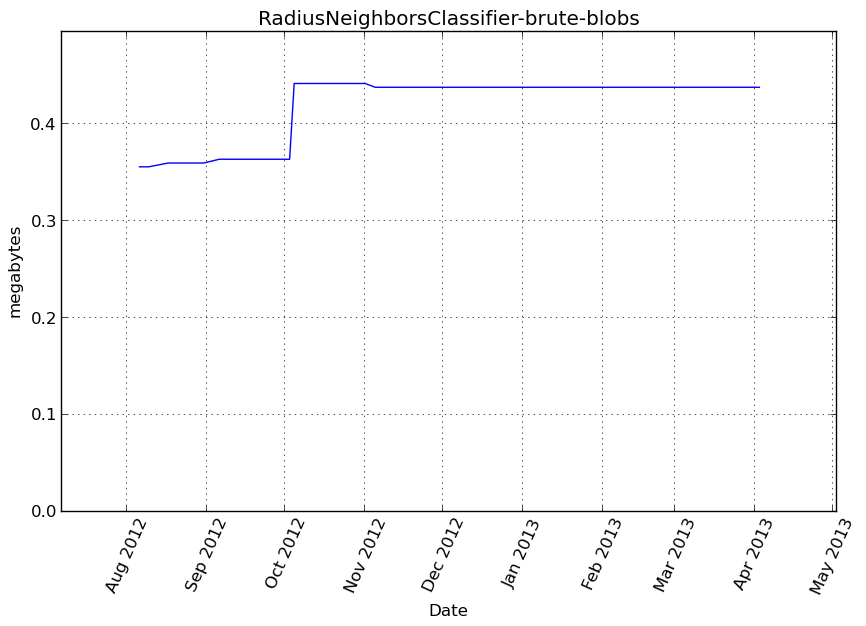 RadiusNeighborsClassifier-brute-blobs
megabytes
0.4
0.3
0.2
0.1
0.0
Aug 2012
Sep 2012
Oct 2012
Nov 2012
Dec 2012
Jan 2013
Feb 2013
Mar 2013
Apr 2013
May 2013
Date